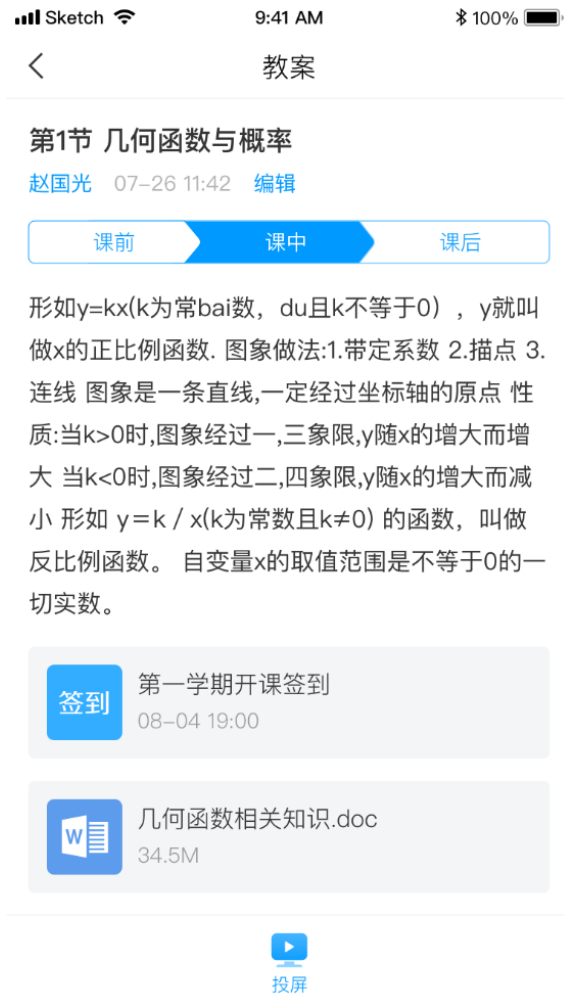 Sketch 9:41 AM 100%
教案
第1节 几何函数与概率
赵国光 07-26 11:42 编辑
课前 课中 课后
形如y=kx(k为常bai数，du且k不等于0），y就叫
做x的正比例函数. 图象做法:1.带定系数 2.描点 3.
连线 图象是一条直线,一定经过坐标轴的原点 性
质:当k>0时,图象经过一,三象限,y随x的增大而增
大 当k<0时,图象经过二,四象限,y随x的增大而减
小 形如 y＝k / x(k为常数且k≠0) 的函数，叫做
反比例函数。 自变量x的取值范围是不等于0的一
切实数。
签到 第一学期开课签到
08-04 19:00
W 几何函数相关知识.doc
34.5M
投屏